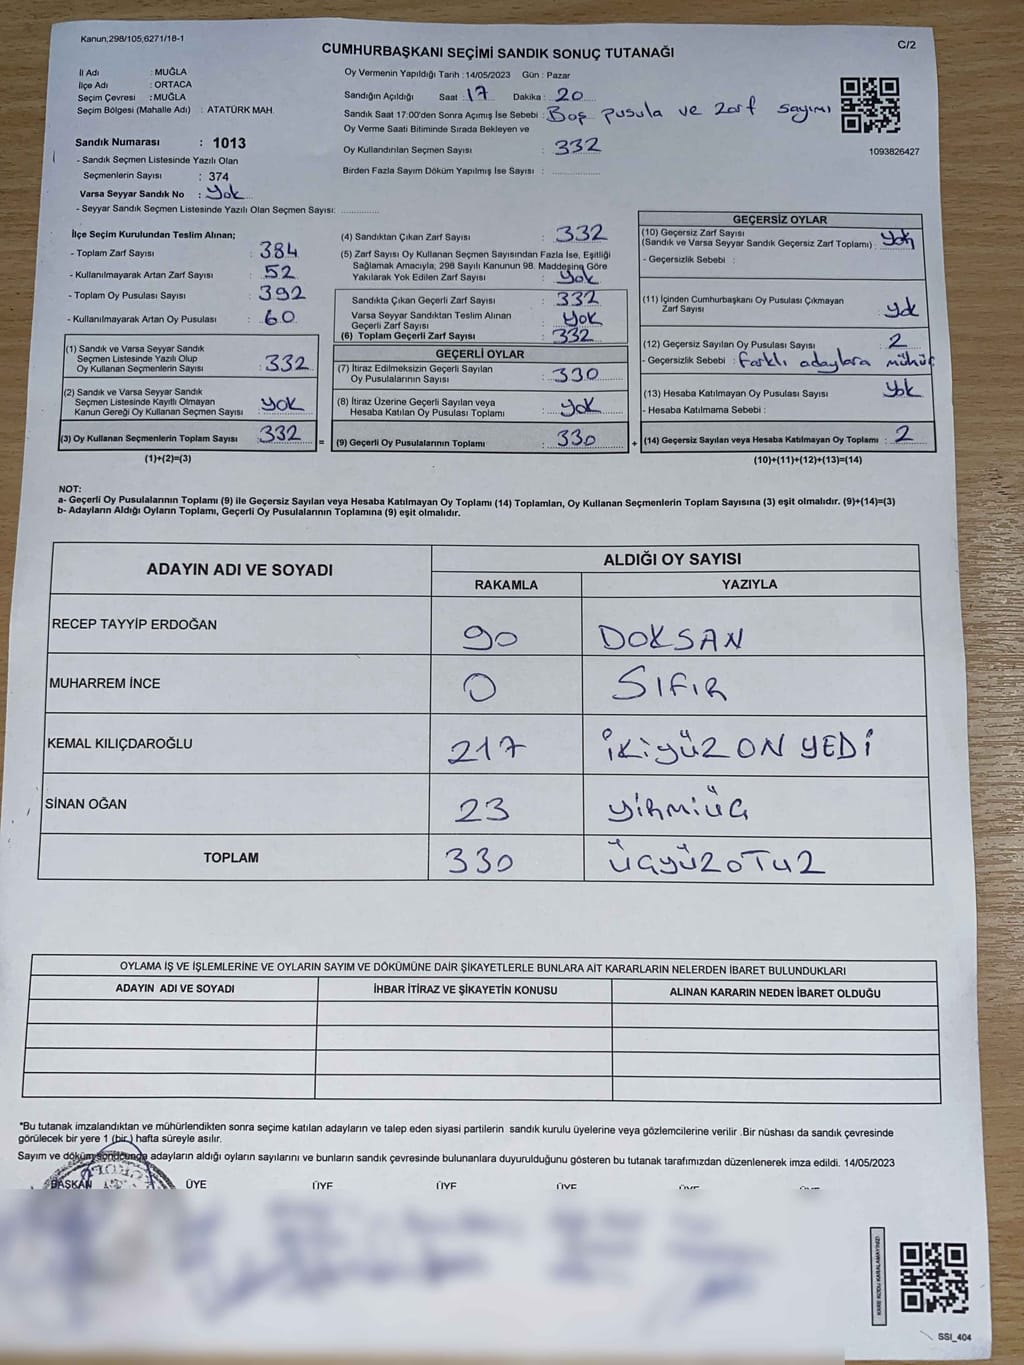 Kanun,298/105;6271/18-1
C/2
CUMHURBAŞKANI SEÇİMİ SANDIK SONUÇ TUTANAĞI
İl Adı : MUĞLA
İlçe Adı : ORTACA
Seçim Çevresi : MUĞLA
Seçim Bölgesi (Mahalle Adı) : ATATÜRK MAH.
Sandık Numarası : 1013
- Sandık Seçmen Listesinde Yazılı Olan
Seçmenlerin Sayısı : 374
Varsa Seyyar Sandık No : Yok
- Seyyar Sandık Seçmen Listesinde Yazılı Olan Seçmen Sayısı: ............
Oy Vermenin Yapıldığı Tarih : 14/05/2023 Gün : Pazar
Sandığın Açıldığı Saat : 17 Dakika : 20
Sandık Saat 17:00'den Sonra Açımış İse Sebebi : Boş pusula ve zarf sayımı
Oy Verme Saati Bitiminde Sırada Bekleyen ve
Oy Kullandırılan Seçmen Sayısı : 332
Birden Fazla Sayım Döküm Yapılmış İse Sayısı : ...............
1093826427
İlçe Seçim Kurulundan Teslim Alınan;
- Toplam Zarf Sayısı : 384
- Kullanılmayarak Artan Zarf Sayısı : 52
- Toplam Oy Pusulası Sayısı : 392
- Kullanılmayarak Artan Oy Pusulası : 60
(1) Sandık ve Varsa Seyyar Sandık
Seçmen Listesinde Yazılı Olup
Oy Kullanan Seçmenlerin Sayısı : 332
(2) Sandık ve Varsa Seyyar Sandık
Seçmen Listesinde Kayıtlı Olmayan
Kanun Gereği Oy Kullanan Seçmen Sayısı : YOK
(3) Oy Kullanan Seçmenlerin Toplam Sayısı : 332
(1)+(2)=(3)
(4) Sandıktan Çıkan Zarf Sayısı : 332
(5) Zarf Sayısı Oy Kullanan Seçmen Sayısından Fazla İse, Eşitliği
Sağlamak Amacıyla, 298 Sayılı Kanunun 98. Maddesine Göre
Yakılarak Yok Edilen Zarf Sayısı : Yok
Sandıkta Çıkan Geçerli Zarf Sayısı : 332
Varsa Seyyar Sandıktan Teslim Alınan
Geçerli Zarf Sayısı : YOK
(6) Toplam Geçerli Zarf Sayısı : 332
GEÇERLİ OYLAR
(7) İtiraz Edilmeksizin Geçerli Sayılan
Oy Pusulalarının Sayısı : 330
(8) İtiraz Üzerine Geçerli Sayılan veya
Hesaba Katılan Oy Pusulası Toplamı : YOK
= (9) Geçerli Oy Pusulalarının Toplamı : 330
GEÇERSİZ OYLAR
(10) Geçersiz Zarf Sayısı
(Sandık ve Varsa Seyyar Sandık Geçersiz Zarf Toplamı) : Yok
- Geçersizlik Sebebi :
(11) İçinden Cumhurbaşkanı Oy Pusulası Çıkmayan
Zarf Sayısı : yok
(12) Geçersiz Sayılan Oy Pusulası Sayısı : 2
- Geçersizlik Sebebi : farklı adaylara mühür
(13) Hesaba Katılmayan Oy Pusulası Sayısı : Yok
- Hesaba Katılmama Sebebi :
+ (14) Geçersiz Sayılan veya Hesaba Katılmayan Oy Toplamı : 2
(10)+(11)+(12)+(13)=(14)
NOT:
a- Geçerli Oy Pusulalarının Toplamı (9) ile Geçersiz Sayılan veya Hesaba Katılmayan Oy Toplamı (14) Toplamları, Oy Kullanan Seçmenlerin Toplam Sayısına (3) eşit olmalıdır. (9)+(14)=(3)
b- Adayların Aldığı Oyların Toplamı, Geçerli Oy Pusulalarının Toplamına (9) eşit olmalıdır.
ADAYIN ADI VE SOYADI ALDIĞI OY SAYISI
RAKAMLA YAZIYLA
RECEP TAYYİP ERDOĞAN 90 DOKSAN
MUHARREM İNCE 0 SIFIR
KEMAL KILIÇDAROĞLU 217 İKİYÜZ ON YEDİ
SİNAN OĞAN 23 YİRMİÜÇ
TOPLAM 330 ÜÇYÜZOTUZ
OYLAMA İŞ VE İŞLEMLERİNE VE OYLARIN SAYIM VE DÖKÜMÜNE DAİR ŞİKAYETLERLE BUNLARA AİT KARARLARIN NELERDEN İBARET BULUNDUKLARI
ADAYIN ADI VE SOYADI İHBAR İTİRAZ VE ŞİKAYETİN KONUSU ALINAN KARARIN NEDEN İBARET OLDUĞU
*Bu tutanak imzalandıktan ve mühürlendikten sonra seçime katılan adayların ve talep eden siyasi partilerin sandık kurulu üyelerine veya gözlemcilerine verilir .Bir nüshası da sandık çevresinde
görülecek bir yere 1 (bir ) hafta süreyle asılır.
Sayım ve döküm sonucunda adayların aldığı oyların sayılarını ve bunların sandık çevresinde bulunanlara duyurulduğunu gösteren bu tutanak tarafımızdan düzenlenerek imza edildi. 14/05/2023
BAŞKAN ÜYE ÜYE ÜYE ÜYE
KARE KODU KARALAMAYINIZ!
SSI_404